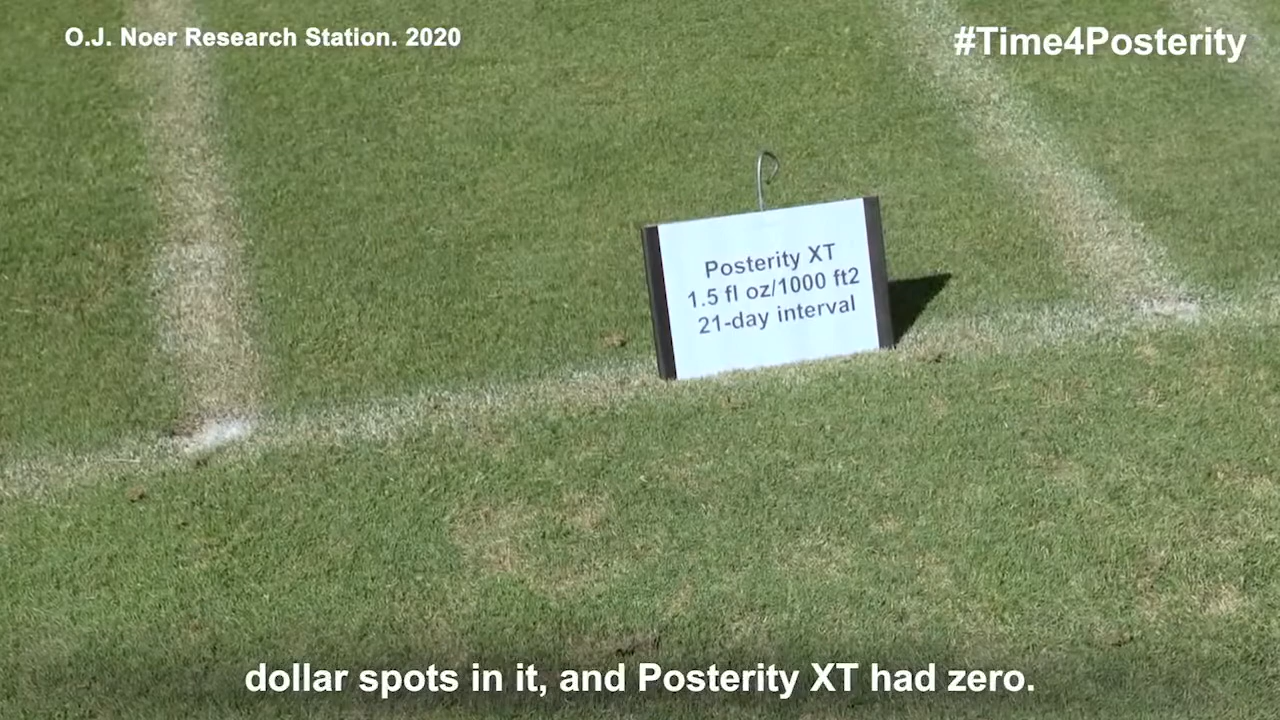 O.J. Noer Research Station. 2020
#Time4Posterity
Posterity XT
1.5 fl oz/1000 ft2
21-day interval
dollar spots in it, and Posterity XT had zero.